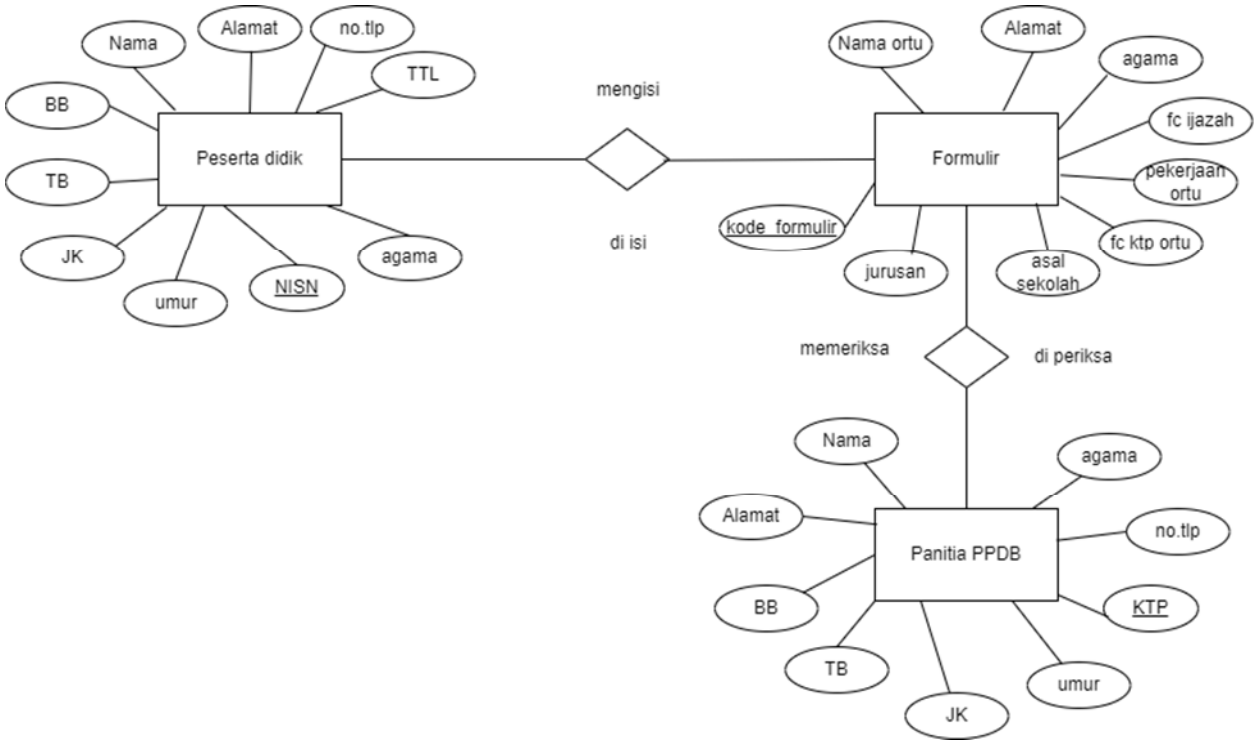 Nama
Alamat
no.tlp
TTL
BB
TB
JK
umur
NISN
agama
Peserta didik
mengisi
di isi
Nama ortu
Alamat
agama
fc ijazah
pekerjaan
ortu
fc ktp ortu
asal
sekolah
jurusan
kode_formulir
Formulir
memeriksa
di periksa
Nama
agama
Alamat
no.tlp
Panitia PPDB
BB
KTP
TB
umur
JK